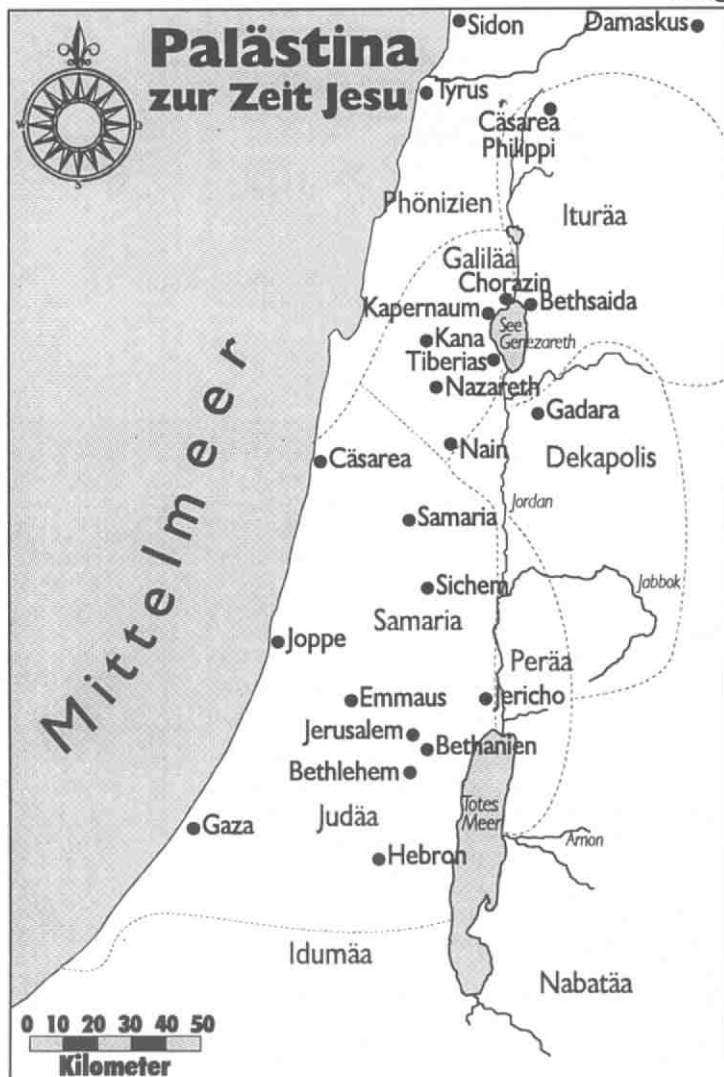 Palästina
zur Zeit Jesu
Sidon
Damaskus
Tyrus
Cäsarea
Philippi
Phönizien
Ituräa
Galiläa
Chorazin
Kapernaum
Bethsaida
See
Genezareth
Kana
Tiberias
Nazareth
Gadara
Nain
Dekapolis
Cäsarea
Mittelmeer
Samaria
Jordan
Sichem
Jabbok
Samaria
Joppe
Peräa
Emmaus
Jericho
Jerusalem
Bethanien
Bethlehem
Totes
Meer
Judäa
Gaza
Arnon
Hebron
Idumäa
Nabatäa
0 10 20 30 40 50
Kilometer